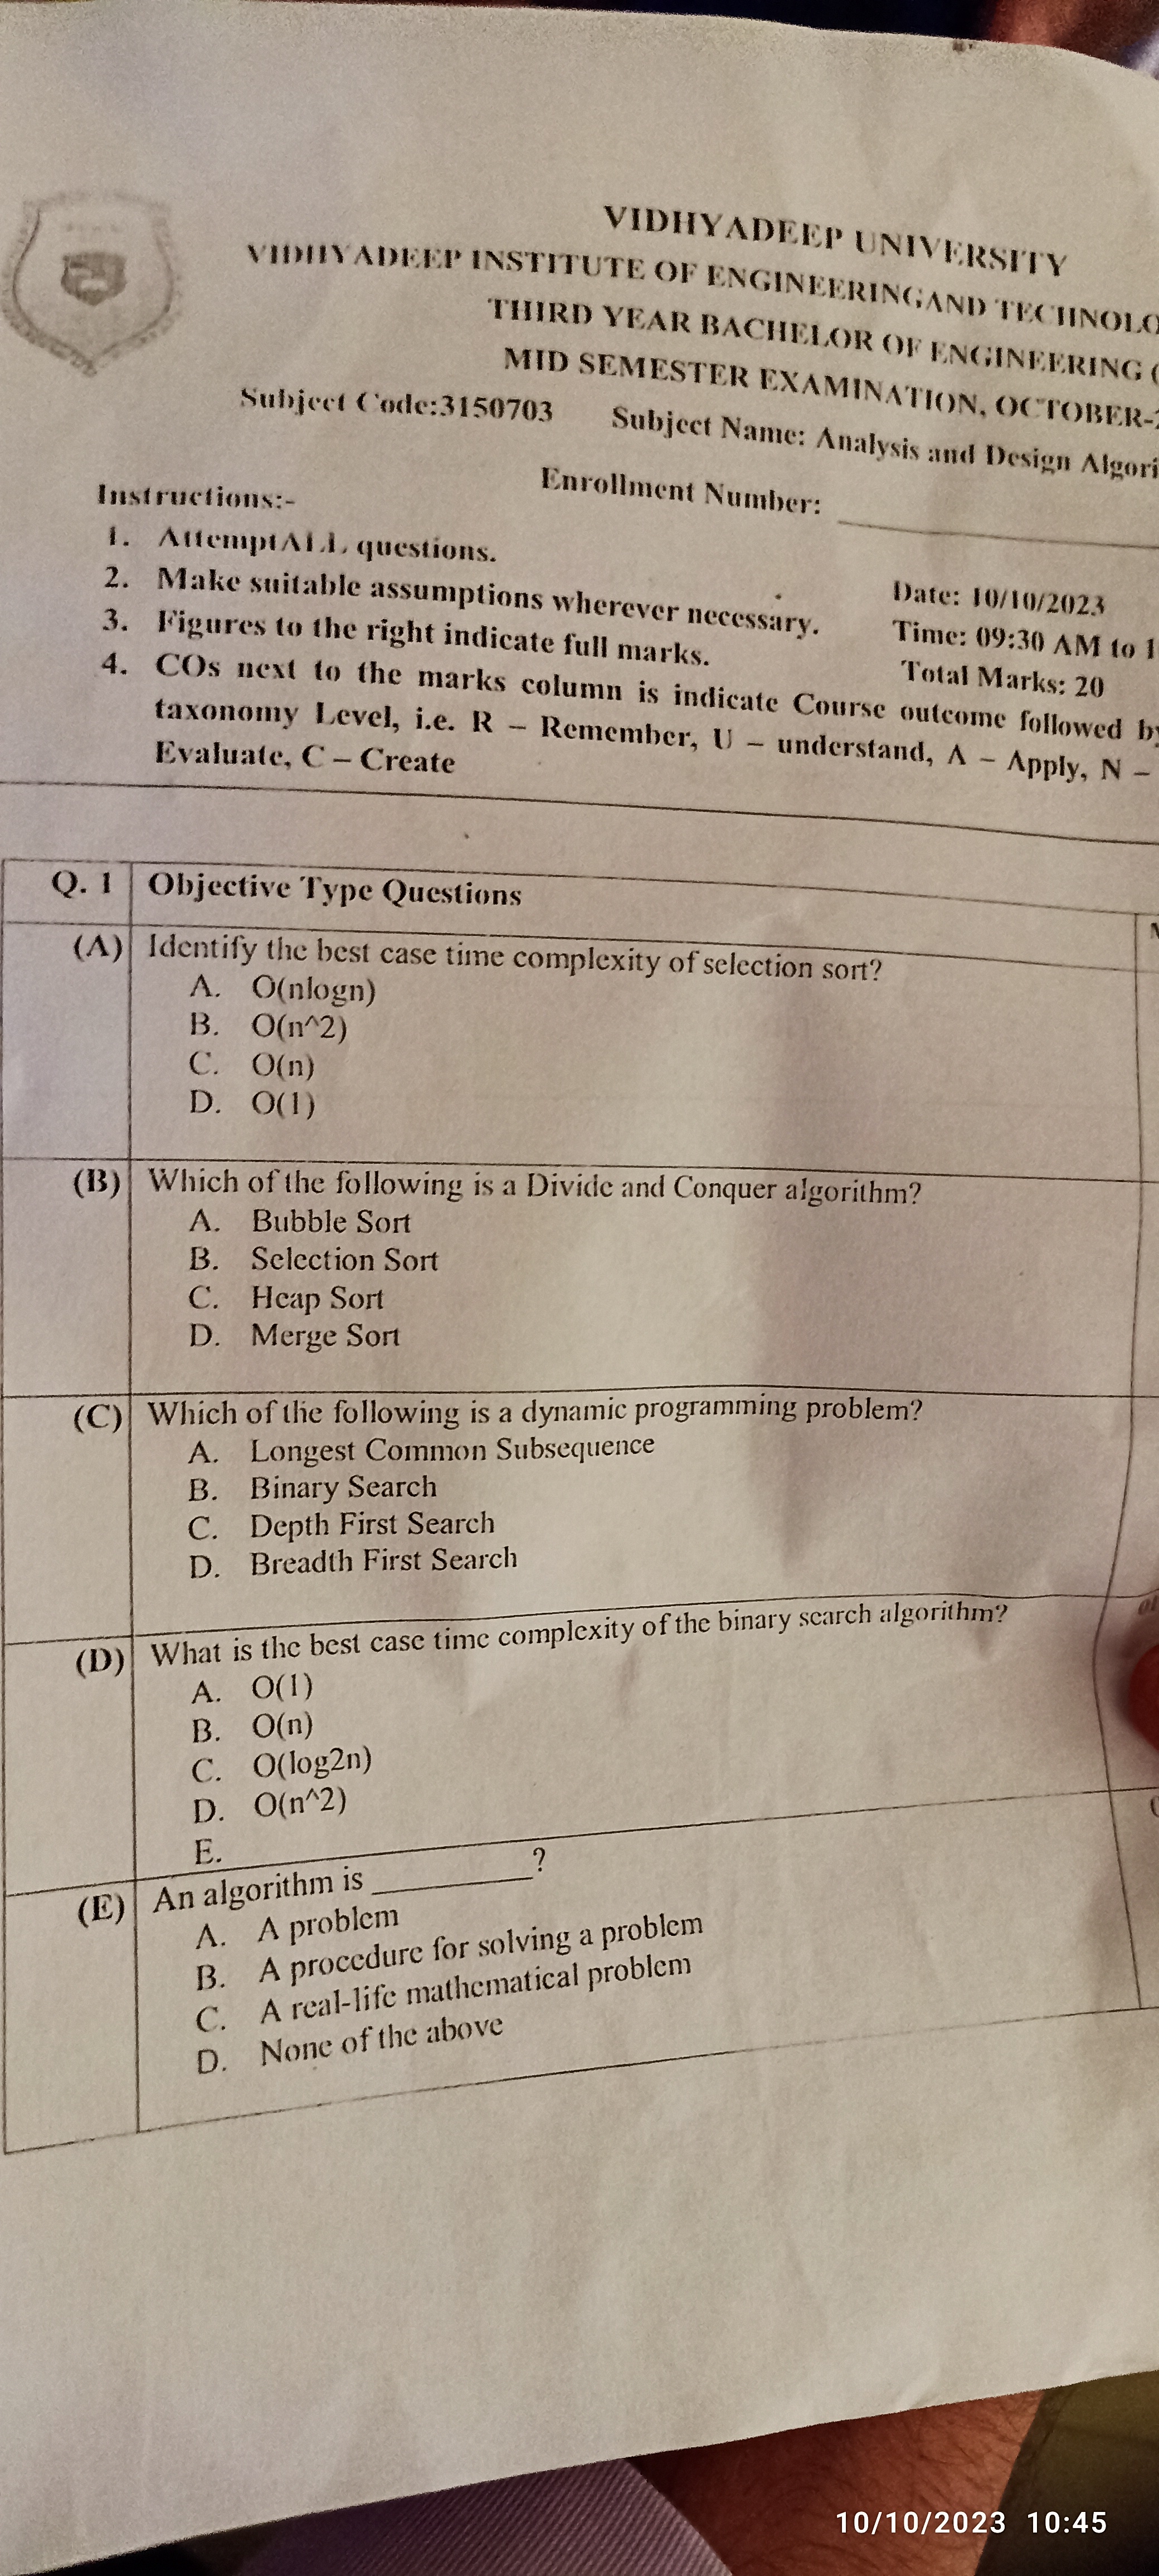 VIDHYADEEP UNIVERSITY
VIDHYADEEP INSTITUTE OF ENGINEERINGAND TECHNOLO
THIRD YEAR BACHELOR OF ENGINEERING (
MID SEMESTER EXAMINATION, OCTOBER-2
Subject Code:3150703 Subject Name: Analysis and Design Algori
Enrollment Number:
Instructions:-
1. AttemptALL questions.
2. Make suitable assumptions wherever necessary.
3. Figures to the right indicate full marks.
Date: 10/10/2023
Time: 09:30 AM to 1
Total Marks: 20
4. COs next to the marks column is indicate Course outcome followed by
taxonomy Level, i.e. R – Remember, U – understand, A – Apply, N –
Evaluate, C – Create
Q. 1 Objective Type Questions
(A) Identify the best case time complexity of selection sort?
A. O(nlogn)
B. O(n^2)
C. O(n)
D. O(1)
(B) Which of the following is a Divide and Conquer algorithm?
A. Bubble Sort
B. Selection Sort
C. Heap Sort
D. Merge Sort
(C) Which of the following is a dynamic programming problem?
A. Longest Common Subsequence
B. Binary Search
C. Depth First Search
D. Breadth First Search
(D) What is the best case time complexity of the binary search algorithm?
A. O(1)
B. O(n)
C. O(log2n)
D. O(n^2)
E.
(E) An algorithm is _________?
A. A problem
B. A procedure for solving a problem
C. A real-life mathematical problem
D. None of the above
10/10/2023 10:45